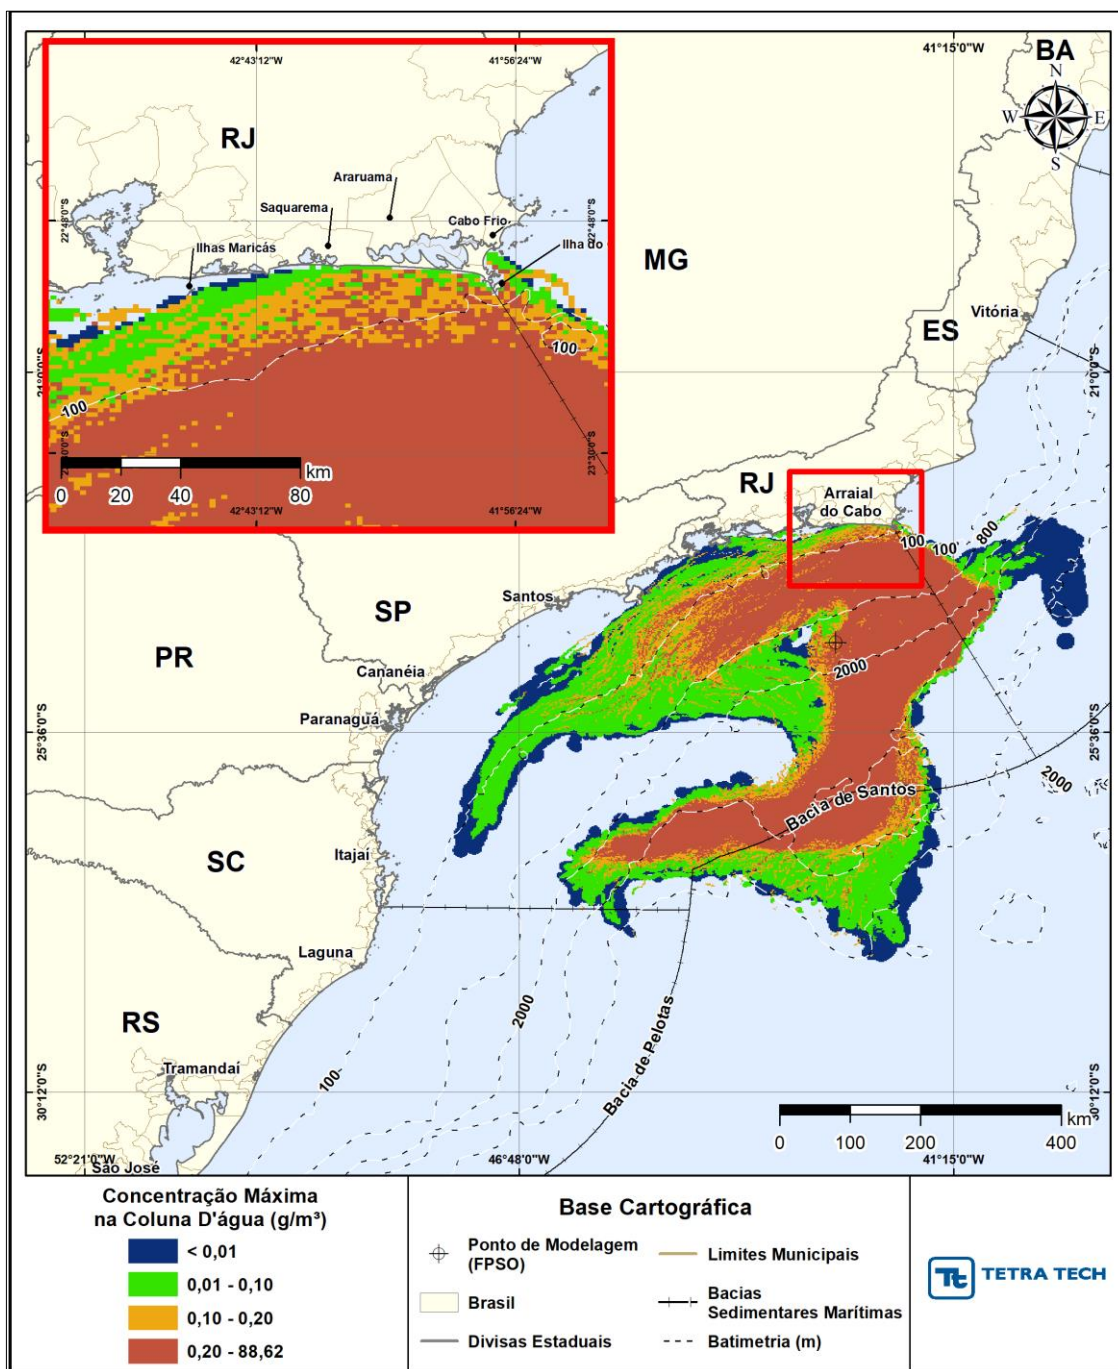 42°43'12"W
41°56'24"W
41°15'0"W
BA
N
W
E
S
RJ
Araruama
Saquarema
Cabo Frio
22°48'0"S
22°48'0"S
Ilhas Maricás
Ilha do
MG
ES
Vitória
100
100
21°0'0"S
23°30'0"S
km
0 20 40 80
42°43'12"W
41°56'24"W
RJ
Arraial
do Cabo
100
100
800
SP
Santos
PR
Cananéia
Paranaguá
2000
25°36'0"S
25°36'0"S
2000
Bacia de Santos
SC
Itajaí
Laguna
2000
RS
Tramandaí
100
Bacia de Pelotas
30°12'0"S
30°12'0"S
km
0 100 200 400
São José
52°21'0"W
46°48'0"W
41°15'0"W
Concentração Máxima
na Coluna D'água (g/m³)
< 0,01
0,01 - 0,10
0,10 - 0,20
0,20 - 88,62
Base Cartográfica
Ponto de Modelagem
(FPSO)
Brasil
Divisas Estaduais
Limites Municipais
Bacias
Sedimentares Marítimas
Batimetria (m)
Tt
TETRA TECH